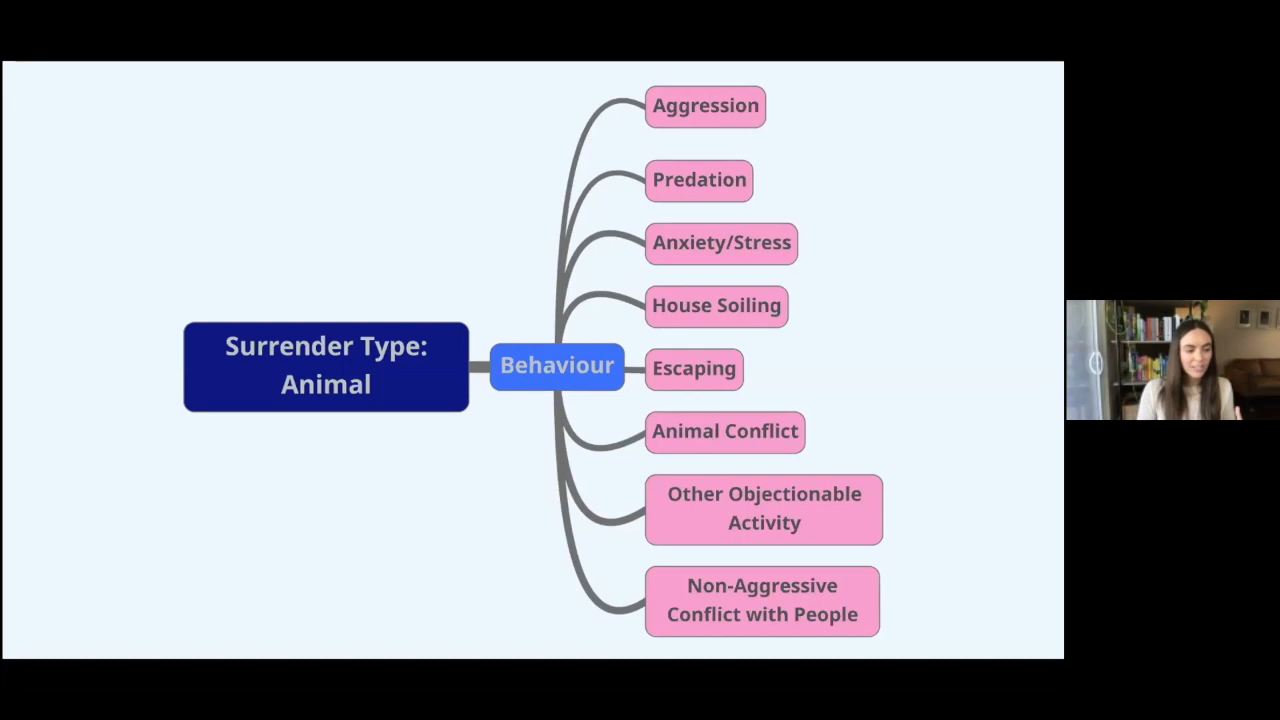 Surrender Type:
Animal
Behaviour
Aggression
Predation
Anxiety/Stress
House Soiling
Escaping
Animal Conflict
Other Objectionable
Activity
Non-Aggressive
Conflict with People